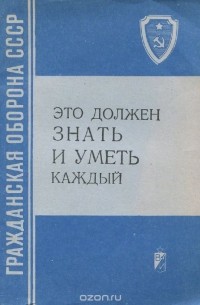 ГРАЖДАНСКАЯ ОБОРОНА СССР
ЭТО ДОЛЖЕН
ЗНАТЬ
И УМЕТЬ
КАЖДЫЙ
ozon.ru